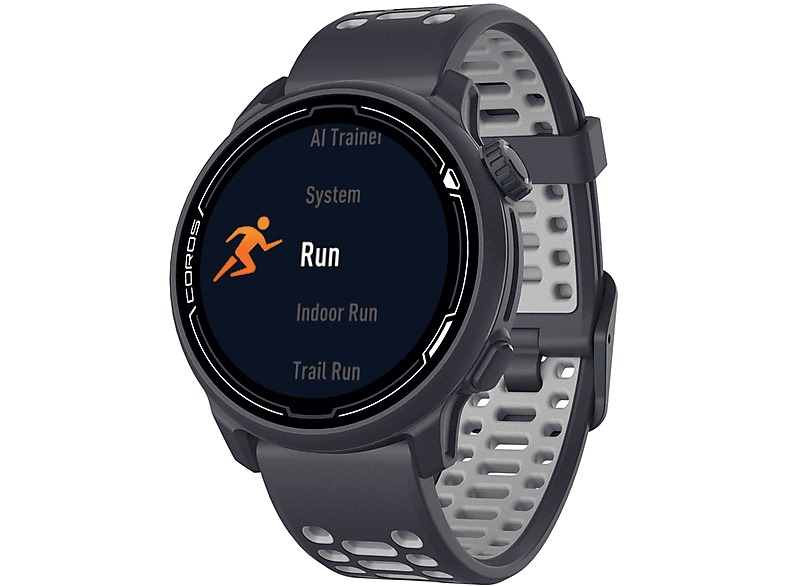 AI Trainer
System
Run
Indoor Run
Trail Run
COROS